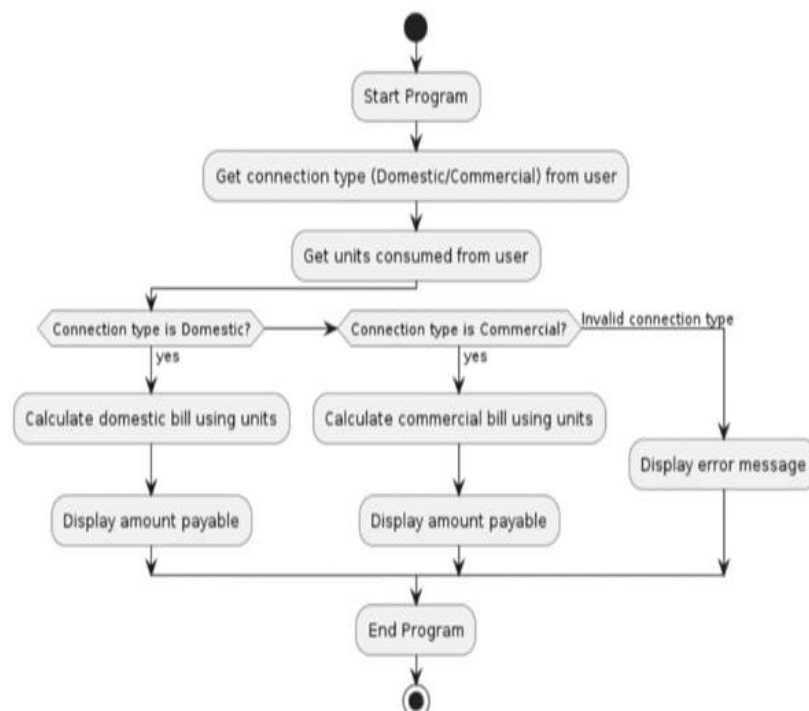 Start Program
Get connection type (Domestic/Commercial) from user
Get units consumed from user
Connection type is Domestic?
Connection type is Commercial?
Invalid connection type
yes
yes
Calculate domestic bill using units
Calculate commercial bill using units
Display error message
Display amount payable
Display amount payable
End Program